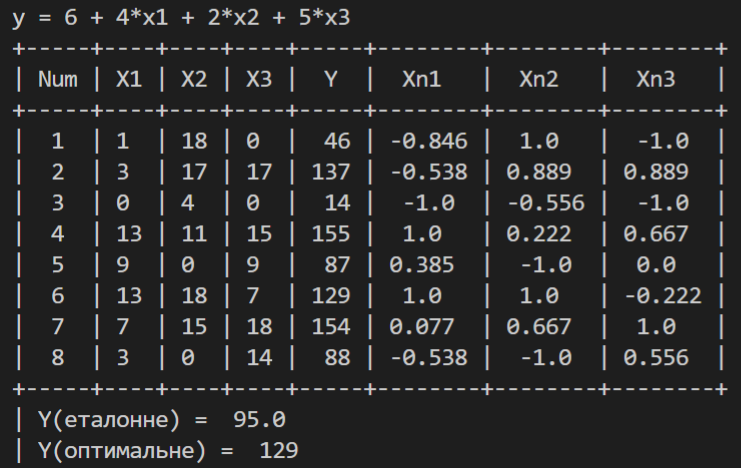 y = 6 + 4*x1 + 2*x2 + 5*x3
+-----+----+----+----+-----+--------+--------+--------+
| Num | X1 | X2 | X3 |  Y  |  Xn1   |  Xn2   |  Xn3   |
+-----+----+----+----+-----+--------+--------+--------+
|  1  | 1  | 18 | 0  |  46 | -0.846 | 1.0    |  -1.0  |
|  2  | 3  | 17 | 17 | 137 | -0.538 | 0.889  | 0.889  |
|  3  | 0  | 4  | 0  |  14 |  -1.0  | -0.556 |  -1.0  |
|  4  | 13 | 11 | 15 | 155 | 1.0    | 0.222  | 0.667  |
|  5  | 9  | 0  | 9  |  87 | 0.385  |  -1.0  | 0.0    |
|  6  | 13 | 18 | 7  | 129 | 1.0    | 1.0    | -0.222 |
|  7  | 7  | 15 | 18 | 154 | 0.077  | 0.667  | 1.0    |
|  8  | 3  | 0  | 14 |  88 | -0.538 |  -1.0  | 0.556  |
+-----+----+----+----+-----+--------+--------+--------+
| Y(еталонне) =  95.0
| Y(оптимальне) =  129